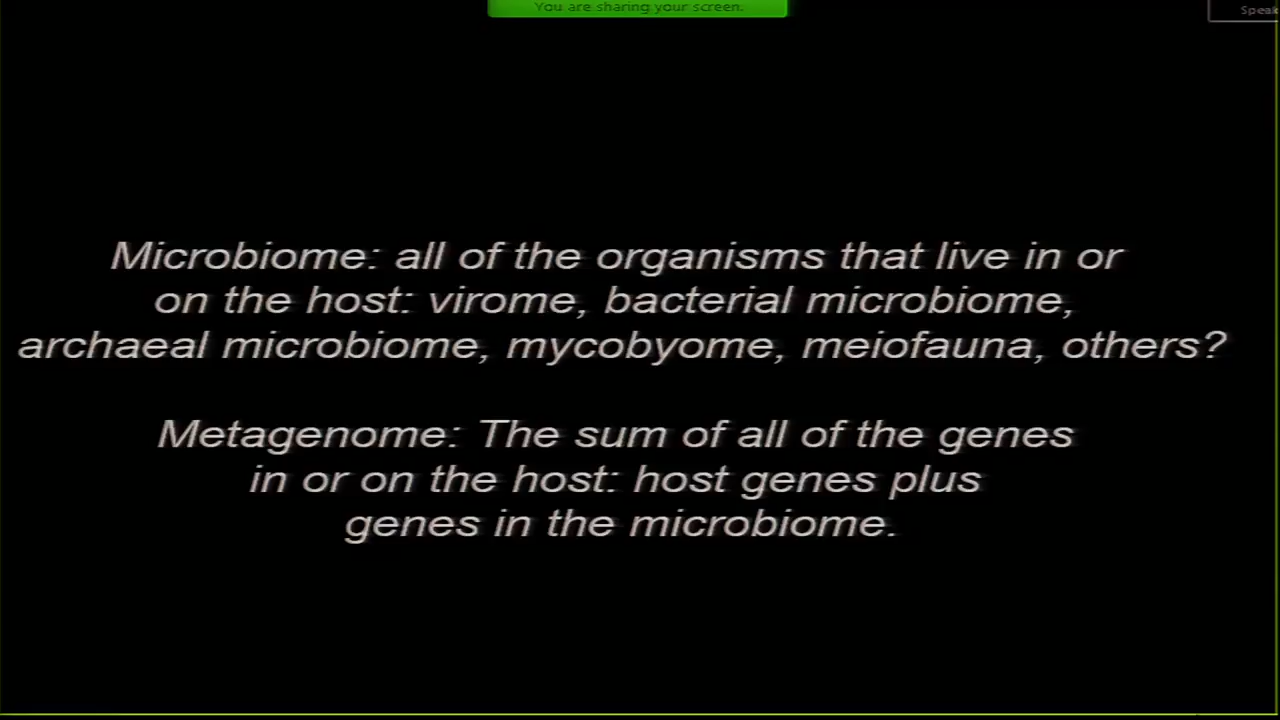 You are sharing your screen.
Microbiome: all of the organisms that live in or
on the host: virome, bacterial microbiome,
archaeal microbiome, mycobyome, meiofauna, others?
Metagenome: The sum of all of the genes
in or on the host: host genes plus
genes in the microbiome.